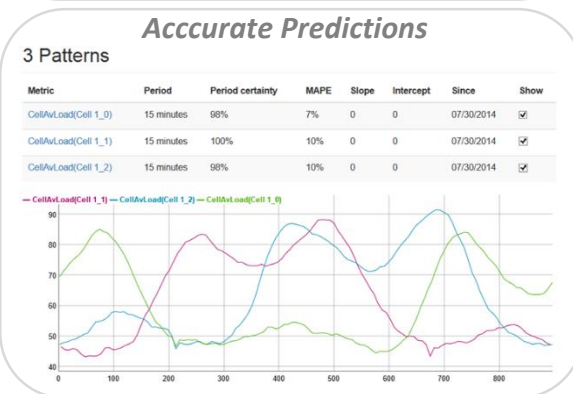 Acccurate Predictions
3 Patterns
Metric Period Period certainty MAPE Slope Intercept Since Show
CellAvLoad(Cell 1_0) 15 minutes 98% 7% 0 0 07/30/2014
CellAvLoad(Cell 1_1) 15 minutes 100% 10% 0 0 07/30/2014
CellAvLoad(Cell 1_2) 15 minutes 98% 10% 0 0 07/30/2014
CellAvLoad(Cell 1_1) CellAvLoad(Cell 1_2) CellAvLoad(Cell 1_0)
90
80
70
60
50
40
0 100 200 300 400 500 600 700 800